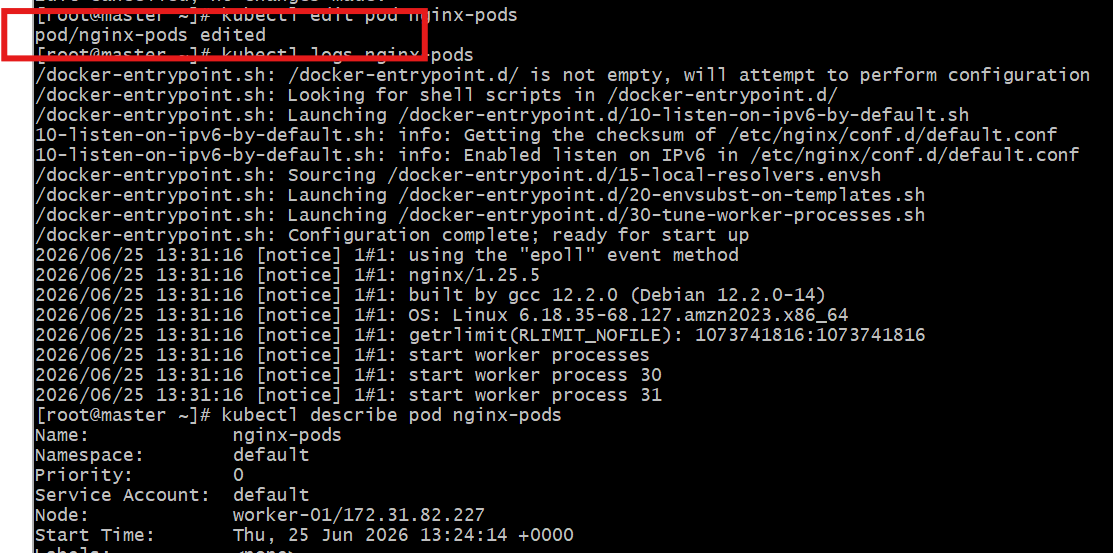 [root@master ~]# kubectl edit pod nginx-pods
pod/nginx-pods edited
[root@master ~]# kubectl logs nginx-pods
/docker-entrypoint.sh: /docker-entrypoint.d/ is not empty, will attempt to perform configuration
/docker-entrypoint.sh: Looking for shell scripts in /docker-entrypoint.d/
/docker-entrypoint.sh: Launching /docker-entrypoint.d/10-listen-on-ipv6-by-default.sh
10-listen-on-ipv6-by-default.sh: info: Getting the checksum of /etc/nginx/conf.d/default.conf
10-listen-on-ipv6-by-default.sh: info: Enabled listen on IPv6 in /etc/nginx/conf.d/default.conf
/docker-entrypoint.sh: Sourcing /docker-entrypoint.d/15-local-resolvers.envsh
/docker-entrypoint.sh: Launching /docker-entrypoint.d/20-envsubst-on-templates.sh
/docker-entrypoint.sh: Launching /docker-entrypoint.d/30-tune-worker-processes.sh
/docker-entrypoint.sh: Configuration complete; ready for start up
2026/06/25 13:31:16 [notice] 1#1: using the "epoll" event method
2026/06/25 13:31:16 [notice] 1#1: nginx/1.25.5
2026/06/25 13:31:16 [notice] 1#1: built by gcc 12.2.0 (Debian 12.2.0-14)
2026/06/25 13:31:16 [notice] 1#1: OS: Linux 6.18.35-68.127.amzn2023.x86_64
2026/06/25 13:31:16 [notice] 1#1: getrlimit(RLIMIT_NOFILE): 1073741816:1073741816
2026/06/25 13:31:16 [notice] 1#1: start worker processes
2026/06/25 13:31:16 [notice] 1#1: start worker process 30
2026/06/25 13:31:16 [notice] 1#1: start worker process 31
[root@master ~]# kubectl describe pod nginx-pods
Name:             nginx-pods
Namespace:        default
Priority:         0
Service Account:  default
Node:             worker-01/172.31.82.227
Start Time:       Thu, 25 Jun 2026 13:24:14 +0000